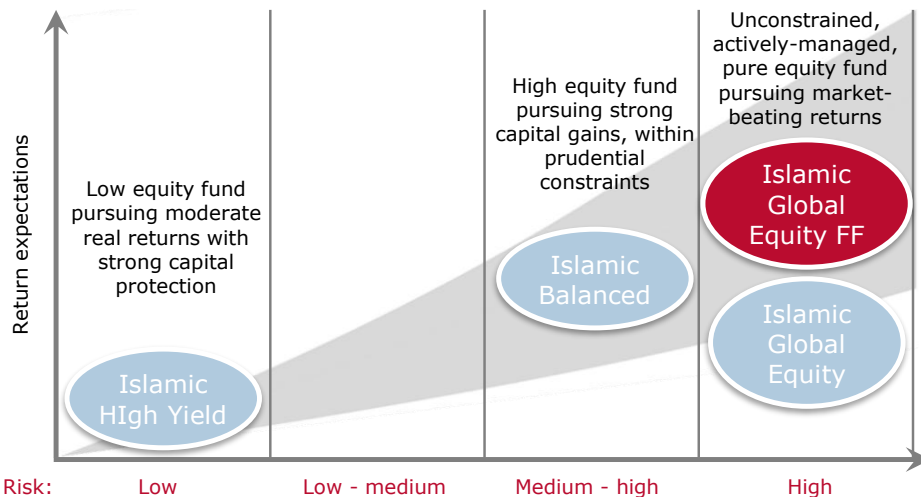 Return expectations
Low equity fund
pursuing moderate
real returns with
strong capital
protection
Islamic
HIgh Yield
High equity fund
pursuing strong
capital gains, within
prudential
constraints
Islamic
Balanced
Unconstrained,
actively-managed,
pure equity fund
pursuing market-
beating returns
Islamic
Global
Equity FF
Islamic
Global
Equity
Risk:
Low
Low - medium
Medium - high
High